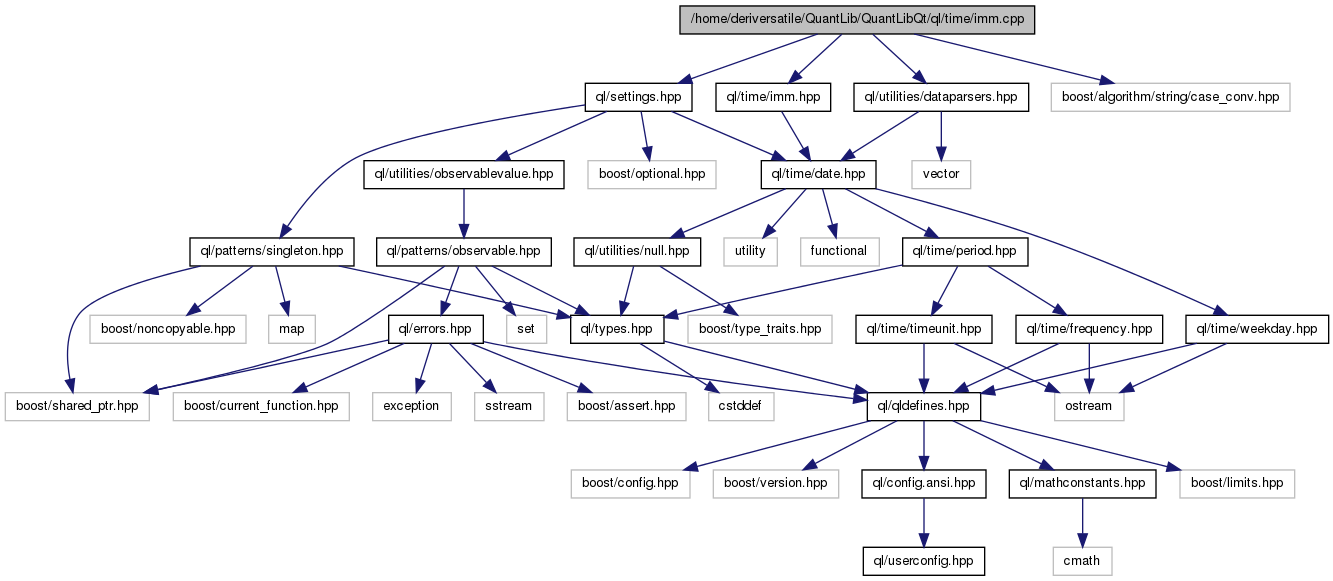 /home/deriversatile/QuantLib/QuantLibQt/ql/time/imm.cpp
ql/settings.hpp
ql/time/imm.hpp
ql/utilities/dataparsers.hpp
boost/algorithm/string/case_conv.hpp
ql/utilities/observablevalue.hpp
boost/optional.hpp
ql/time/date.hpp
vector
ql/patterns/singleton.hpp
ql/patterns/observable.hpp
ql/utilities/null.hpp
utility
functional
ql/time/period.hpp
boost/noncopyable.hpp
map
ql/errors.hpp
set
ql/types.hpp
boost/type_traits.hpp
ql/time/timeunit.hpp
ql/time/frequency.hpp
ql/time/weekday.hpp
boost/shared_ptr.hpp
boost/current_function.hpp
exception
sstream
boost/assert.hpp
cstddef
ql/qldefines.hpp
ostream
boost/config.hpp
boost/version.hpp
ql/config.ansi.hpp
ql/mathconstants.hpp
boost/limits.hpp
ql/userconfig.hpp
cmath